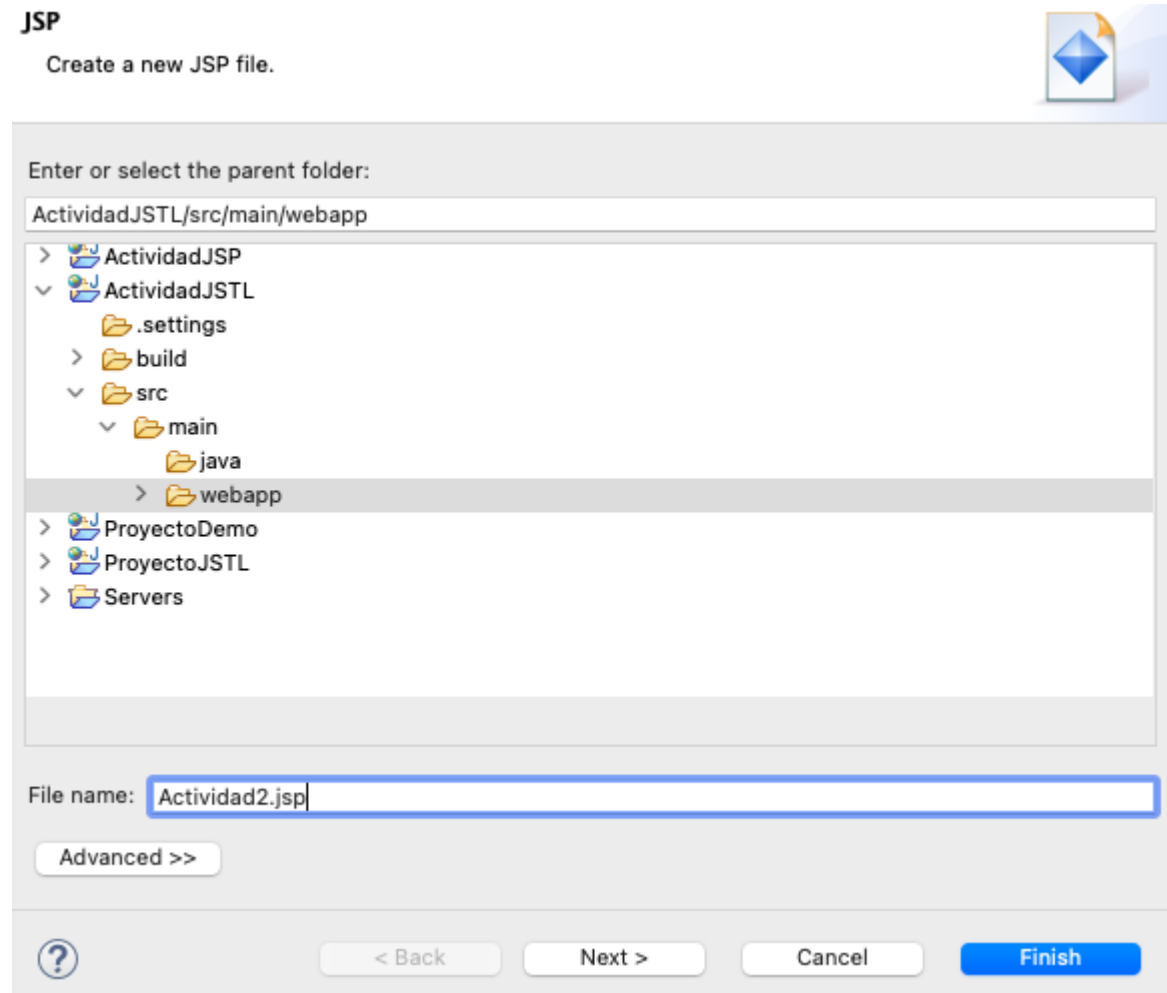 JSP
Create a new JSP file.
Enter or select the parent folder:
ActividadJSTL/src/main/webapp
ActividadJSP
ActividadJSTL
.settings
build
src
main
java
webapp
ProyectoDemo
ProyectoJSTL
Servers
File name: Actividad2.jsp
Advanced >>
? < Back Next > Cancel Finish